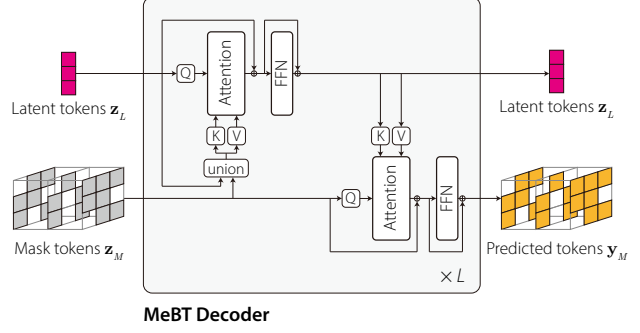 Q
Attention
FFN
Latent tokens z_L
Latent tokens z_L
K
V
K
V
union
Q
Attention
FFN
Mask tokens z_M
Predicted tokens y_M
× L
MeBT Decoder